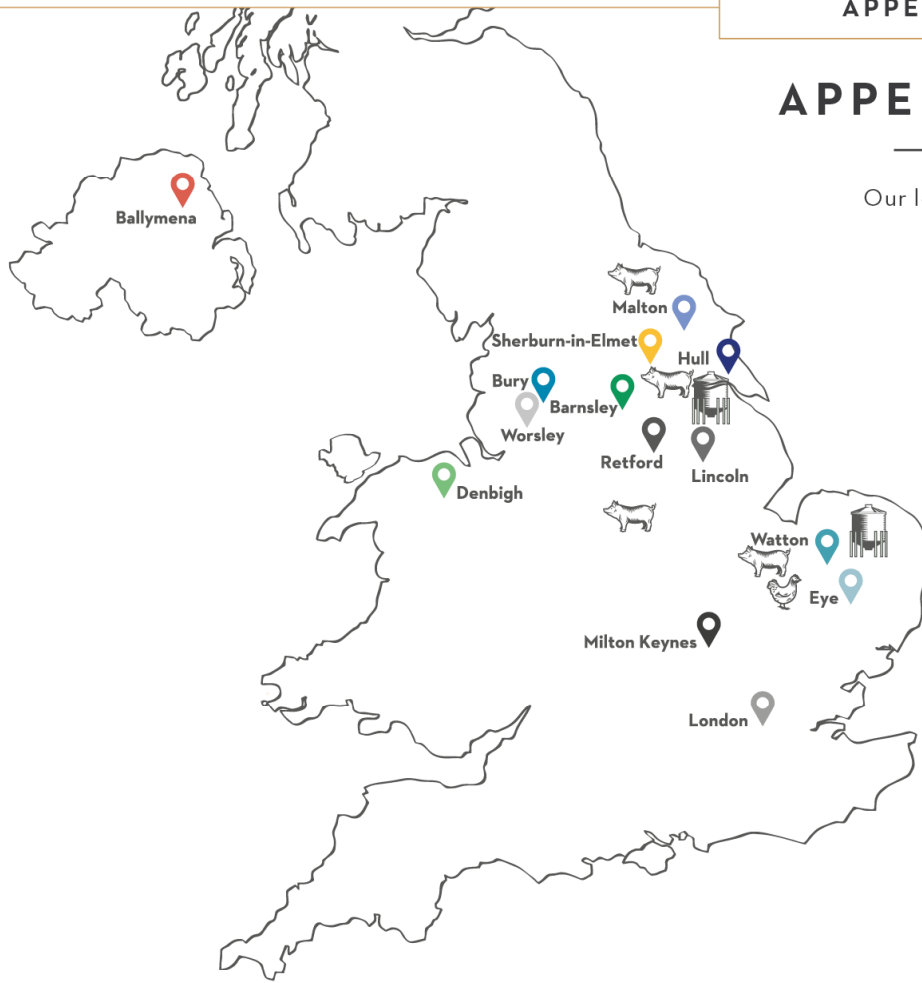 APPE
APPE
Our l
Ballymena
Malton
Sherburn-in-Elmet
Hull
Bury
Barnsley
Worsley
Retford
Lincoln
Denbigh
Watton
Eye
Milton Keynes
London